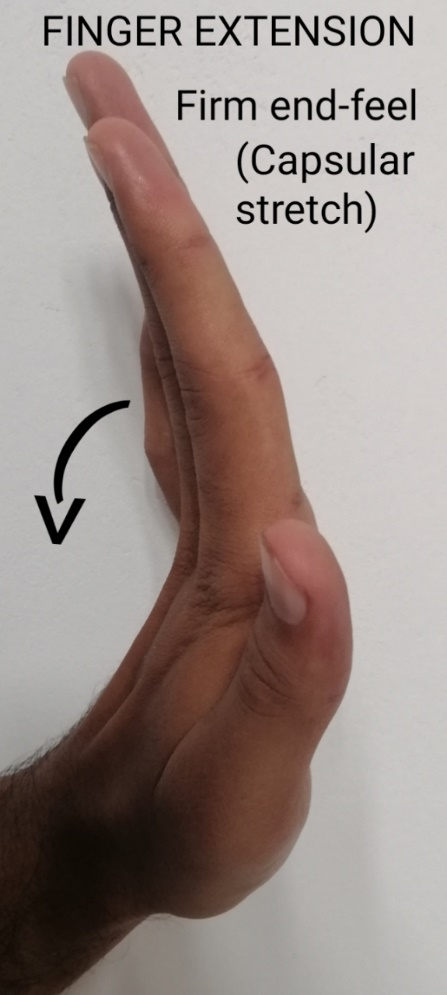 FINGER EXTENSION
Firm end-feel
(Capsular
stretch)